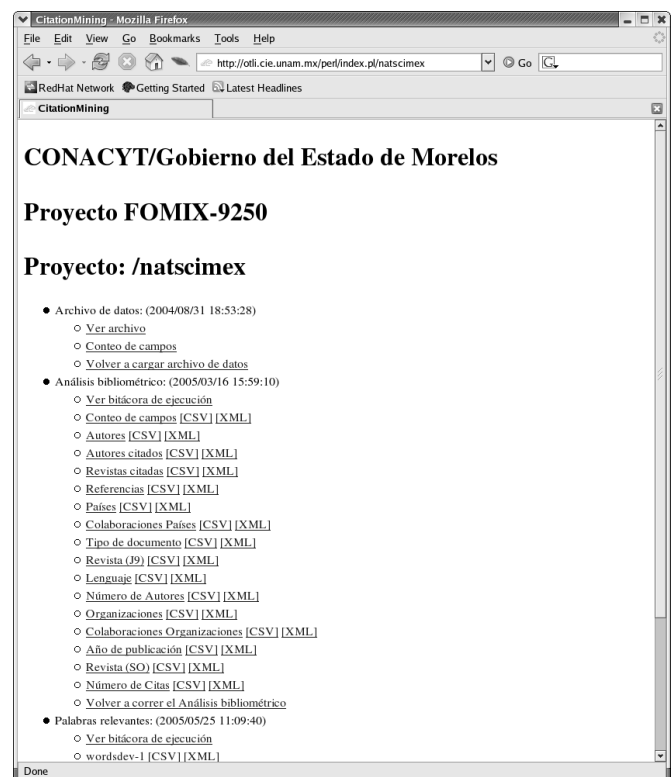 CitationMining - Mozilla Firefox
File Edit View Go Bookmarks Tools Help
http://otli.cie.unam.mx/perl/index.pl/natscimex Go G
RedHat Network Getting Started Latest Headlines
CitationMining
CONACYT/Gobierno del Estado de Morelos
Proyecto FOMIX-9250
Proyecto: /natscimex
Archivo de datos: (2004/08/31 18:53:28)
Ver archivo
Conteo de campos
Volver a cargar archivo de datos
Análisis bibliométrico: (2005/03/16 15:59:10)
Ver bitácora de ejecución
Conteo de campos [CSV] [XML]
Autores [CSV] [XML]
Autores citados [CSV] [XML]
Revistas citadas [CSV] [XML]
Referencias [CSV] [XML]
Países [CSV] [XML]
Colaboraciones Países [CSV] [XML]
Tipo de documento [CSV] [XML]
Revista (J9) [CSV] [XML]
Lenguaje [CSV] [XML]
Número de Autores [CSV] [XML]
Organizaciones [CSV] [XML]
Colaboraciones Organizaciones [CSV] [XML]
Año de publicación [CSV] [XML]
Revista (SO) [CSV] [XML]
Número de Citas [CSV] [XML]
Volver a correr el Análisis bibliométrico
Palabras relevantes: (2005/05/25 11:09:40)
Ver bitácora de ejecución
wordsdev-1 [CSV] [XML]
Done